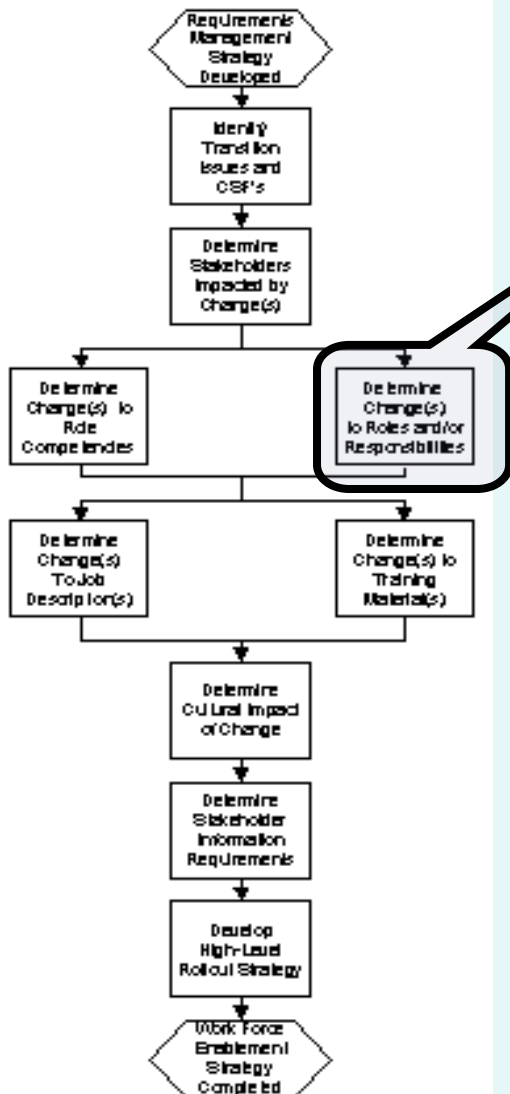 Requirements
Management
Strategy
Developed
Identify
Transition
Issues and
CSF's
Determine
Stakeholders
Impacted by
Change(s)
Determine
Change(s) to
Role
Competencies
Determine
Change(s)
to Roles and/or
Responsibilities
Determine
Change(s)
To Job
Description(s)
Determine
Change(s) to
Training
Material(s)
Determine
Cultural Impact
of Change
Determine
Stakeholder
Information
Requirements
Develop
High-Level
Rollout Strategy
Work Force
Enablement
Strategy
Completed